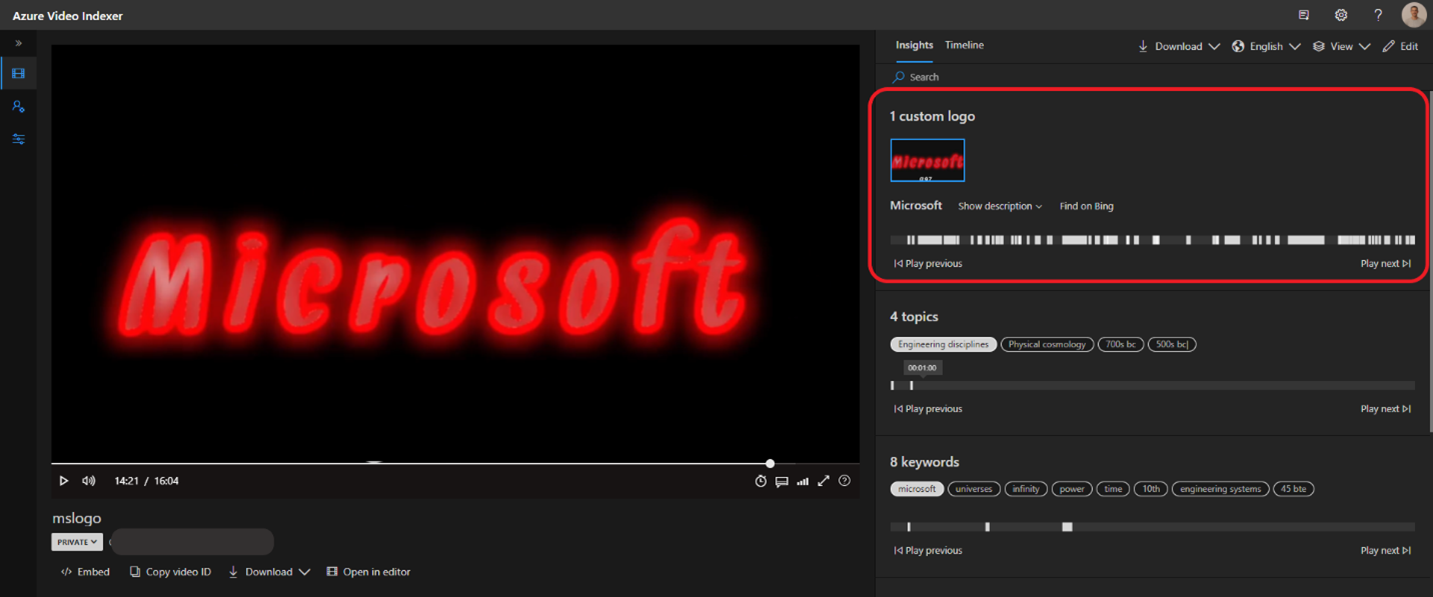 Azure Video Indexer
Insights Timeline
Download English View Edit
Search
1 custom logo
Microsoft
Microsoft Show description Find on Bing
Play previous Play next
Microsoft
4 topics
Engineering disciplines Physical cosmology 700s bc 500s bc|
00:01:00
Play previous Play next
8 keywords
microsoft universes infinity power time 10th engineering systems 45 bte
Play previous Play next
14:21 / 16:04
mslogo
PRIVATE
Embed Copy video ID Download Open in editor